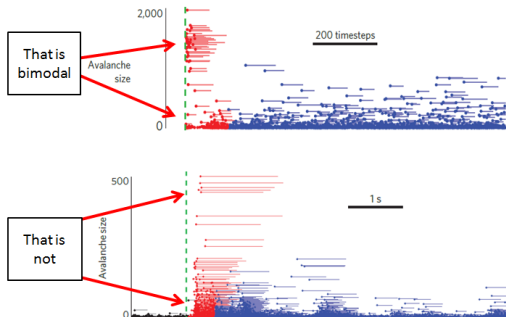 2,000
That is
bimodal
Avalanche
size
0
200 timesteps
500
That is
not
Avalanche size
0
1 s